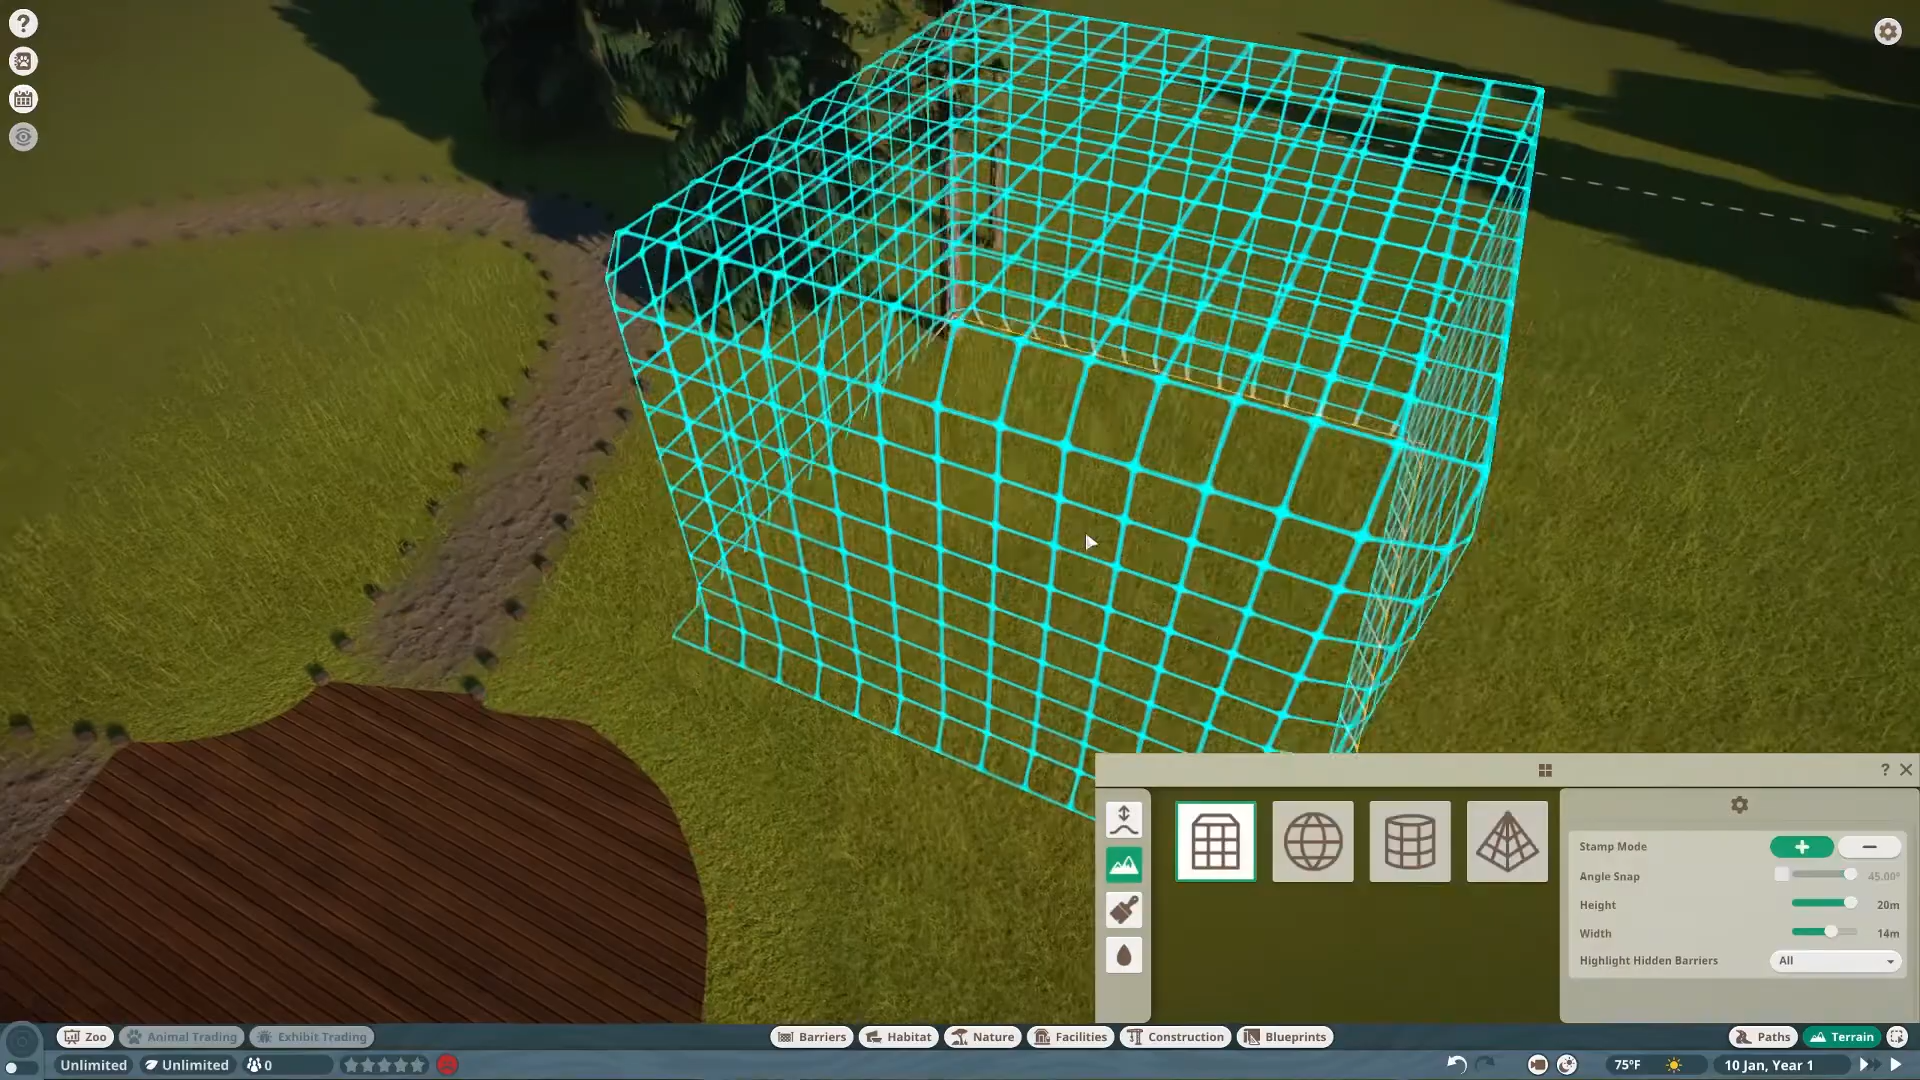 ?
?
Stamp Mode + −
Angle Snap 45.00°
Height 20m
Width 14m
Highlight Hidden Barriers All
Zoo Animal Trading Exhibit Trading Barriers Habitat Nature Facilities Construction Blueprints Paths Terrain
Unlimited Unlimited 0 75°F 10 Jan, Year 1